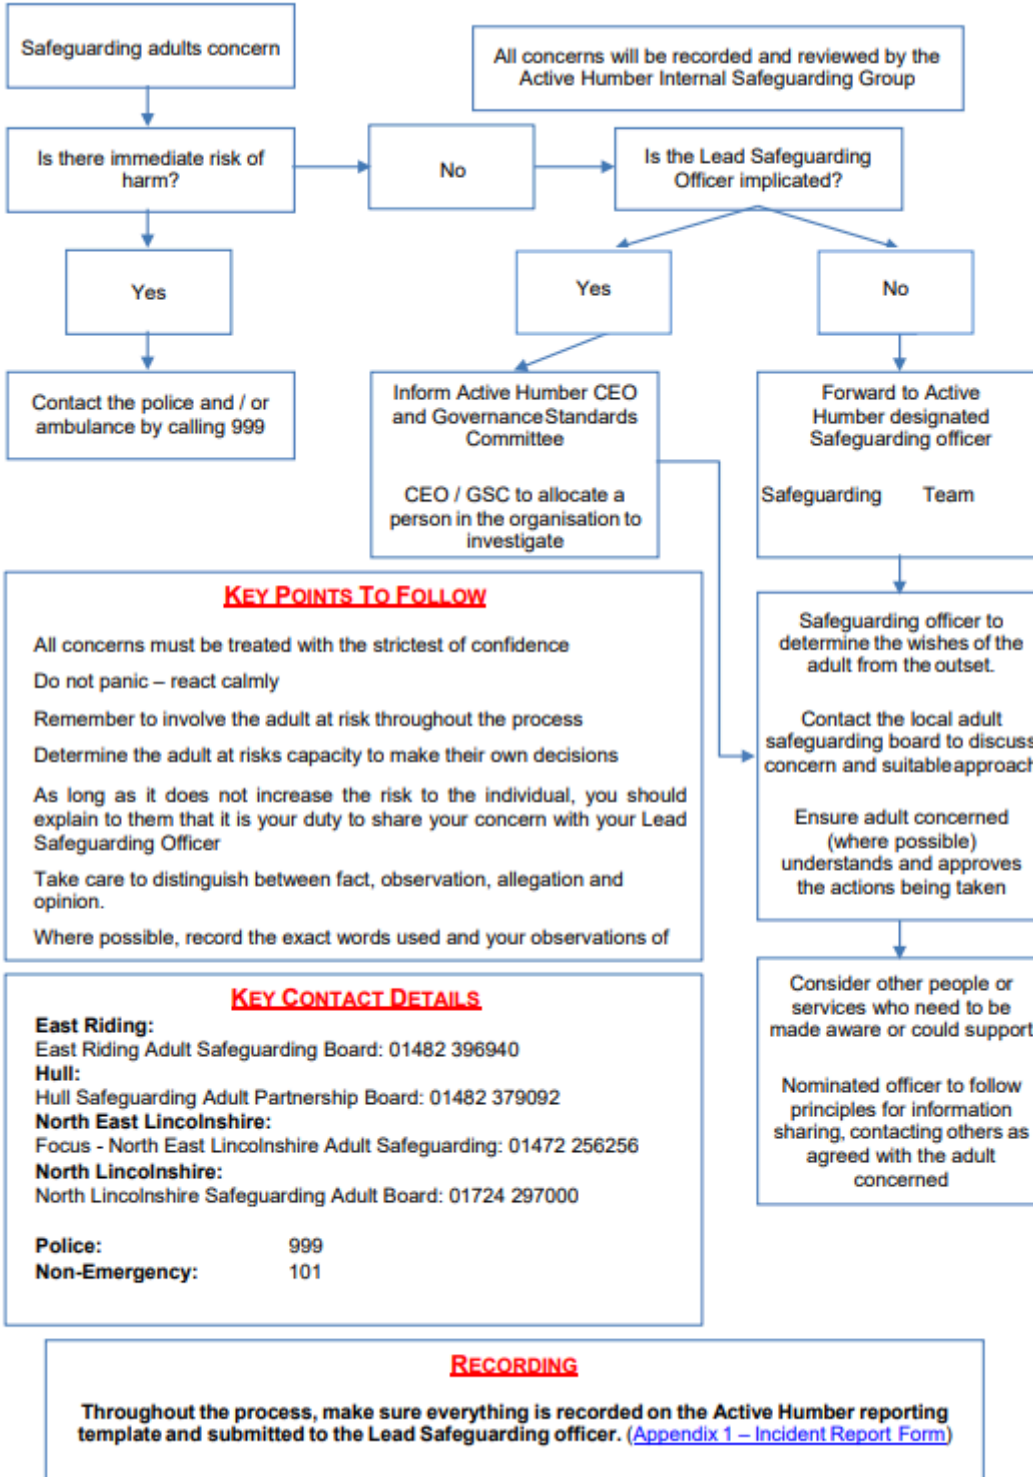 Safeguarding adults concern
All concerns will be recorded and reviewed by the
Active Humber Internal Safeguarding Group
Is there immediate risk of
harm?
No
Is the Lead Safeguarding
Officer implicated?
Yes
Yes
No
Contact the police and / or
ambulance by calling 999
Inform Active Humber CEO
and GovernanceStandards
Committee
CEO / GSC to allocate a
person in the organisation to
investigate
Forward to Active
Humber designated
Safeguarding officer
Safeguarding Team
Safeguarding officer to
determine the wishes of the
adult from the outset.
Contact the local adult
safeguarding board to discuss
concern and suitableapproach
Ensure adult concerned
(where possible)
understands and approves
the actions being taken
Consider other people or
services who need to be
made aware or could support
Nominated officer to follow
principles for information
sharing, contacting others as
agreed with the adult
concerned
KEY POINTS TO FOLLOW
All concerns must be treated with the strictest of confidence
Do not panic – react calmly
Remember to involve the adult at risk throughout the process
Determine the adult at risks capacity to make their own decisions
As long as it does not increase the risk to the individual, you should
explain to them that it is your duty to share your concern with your Lead
Safeguarding Officer
Take care to distinguish between fact, observation, allegation and
opinion.
Where possible, record the exact words used and your observations of
KEY CONTACT DETAILS
East Riding:
East Riding Adult Safeguarding Board: 01482 396940
Hull:
Hull Safeguarding Adult Partnership Board: 01482 379092
North East Lincolnshire:
Focus - North East Lincolnshire Adult Safeguarding: 01472 256256
North Lincolnshire:
North Lincolnshire Safeguarding Adult Board: 01724 297000
Police: 999
Non-Emergency: 101
RECORDING
Throughout the process, make sure everything is recorded on the Active Humber reporting
template and submitted to the Lead Safeguarding officer. (Appendix 1 – Incident Report Form)